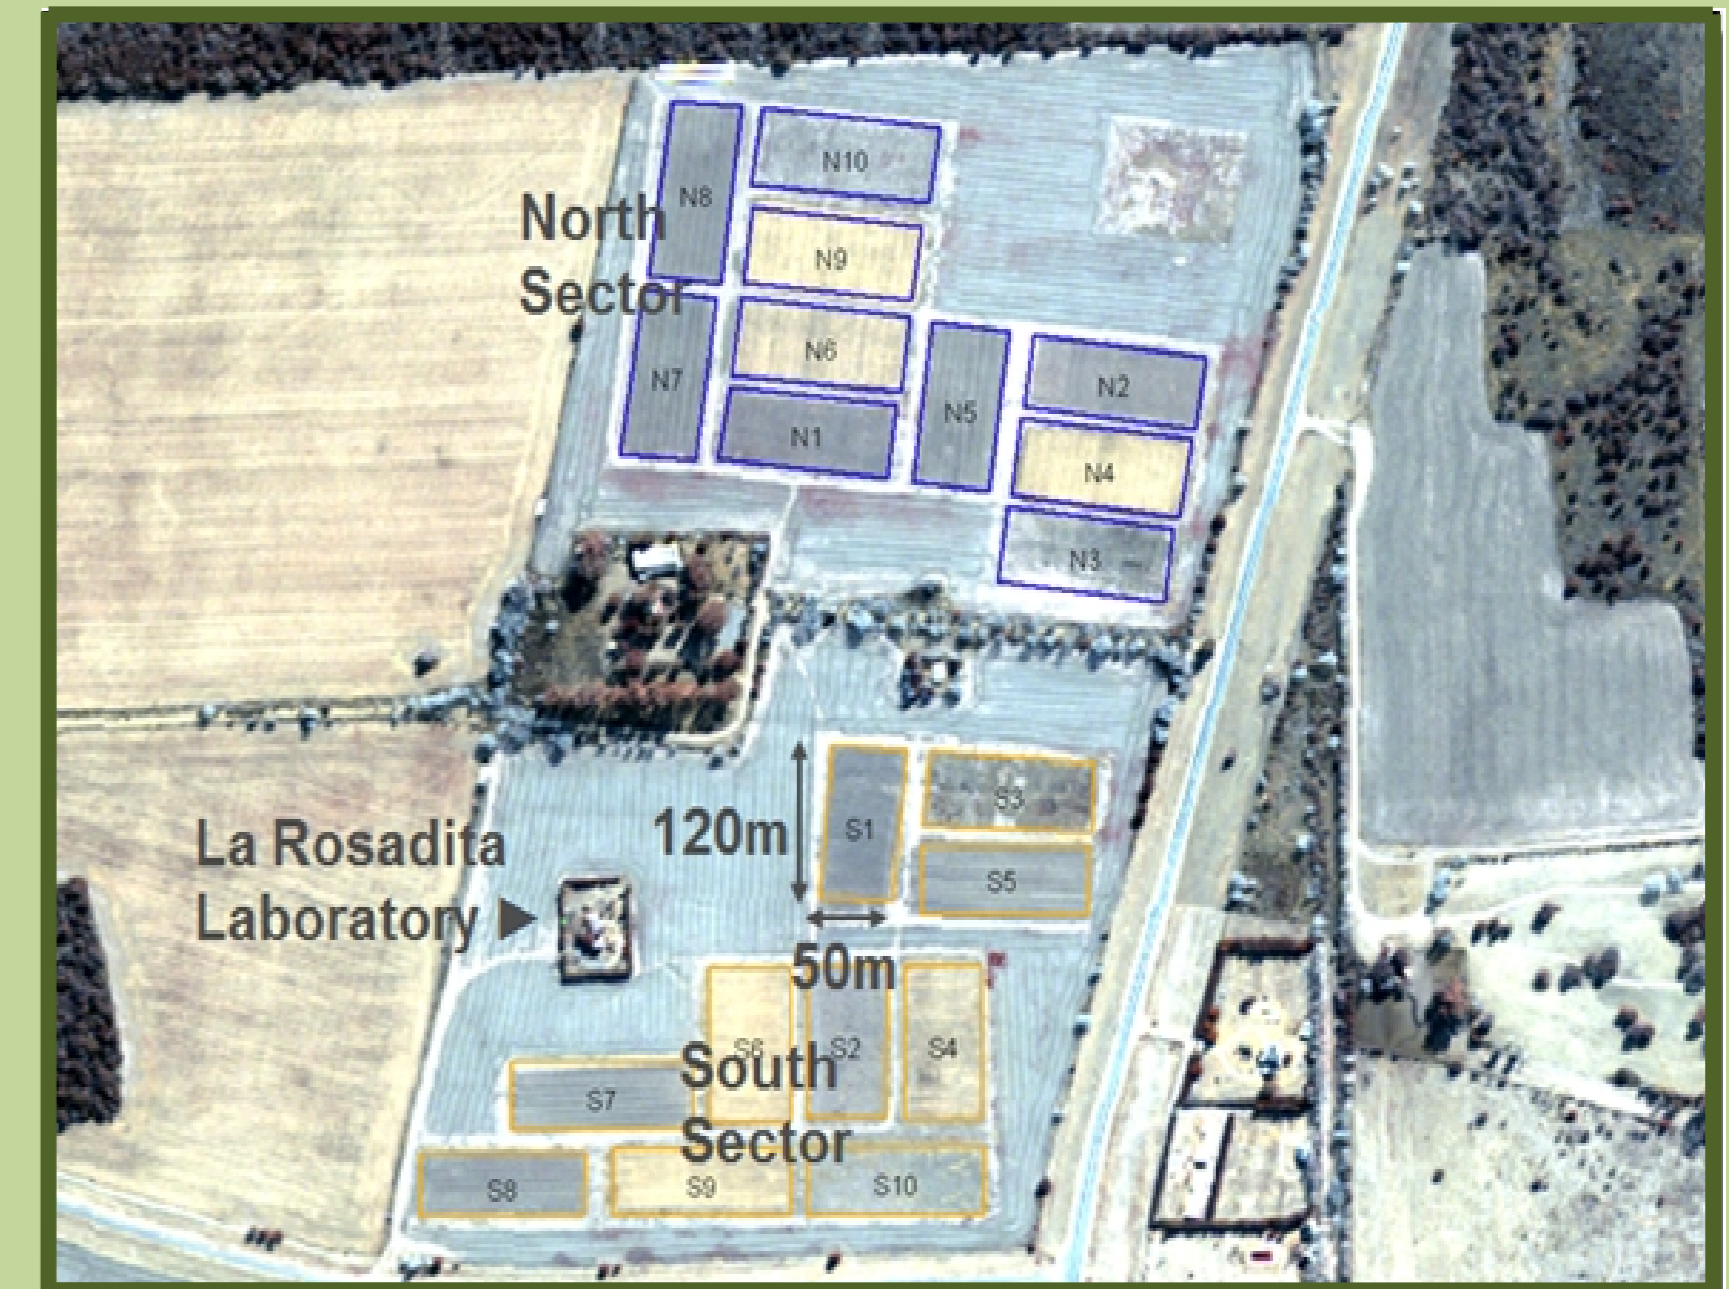 N10
N8
North
N9
Sector
N6
N7
N2
N5
N1
N4
N3
S3
La Rosadita
120m
S1
S5
Laboratory
50m
S6
S2
S4
South
S7
Sector
S8
S9
S10